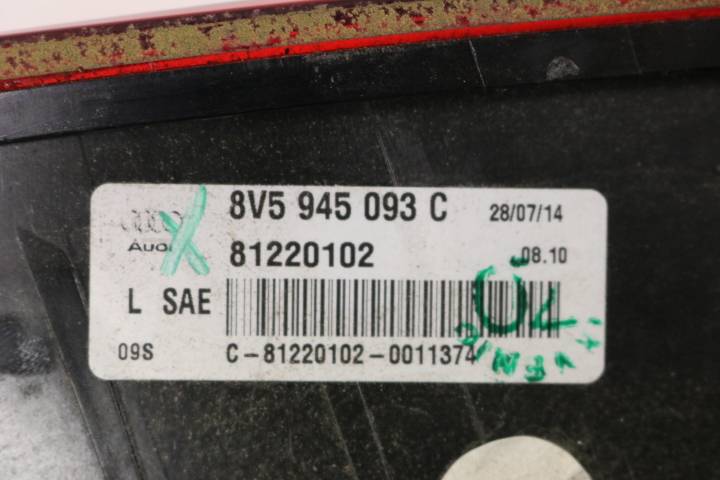 8V5 945 093 C 28/07/14
Audi 81220102 08.10
L SAE
09S C-81220102-0011374